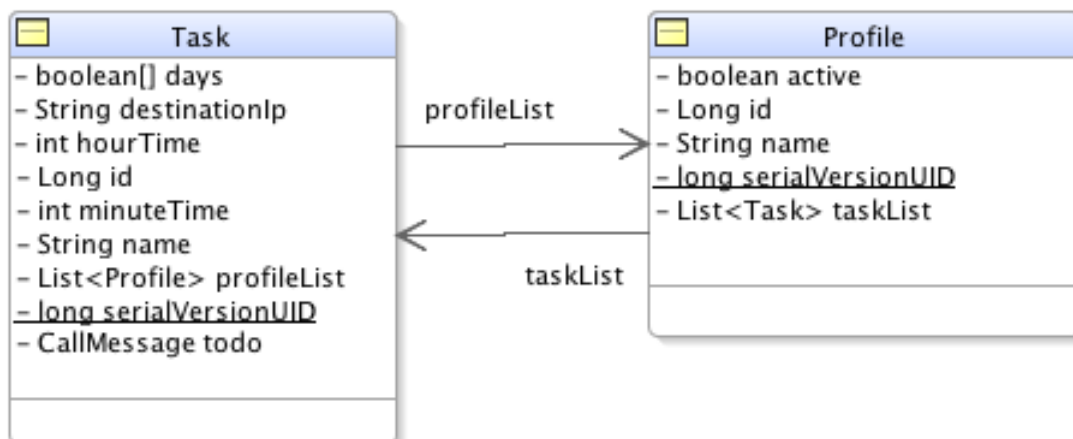 Task
- boolean[] days
- String destinationIp
- int hourTime
- Long id
- int minuteTime
- String name
- List<Profile> profileList
- long serialVersionUID
- CallMessage todo
profileList
taskList
Profile
- boolean active
- Long id
- String name
- long serialVersionUID
- List<Task> taskList